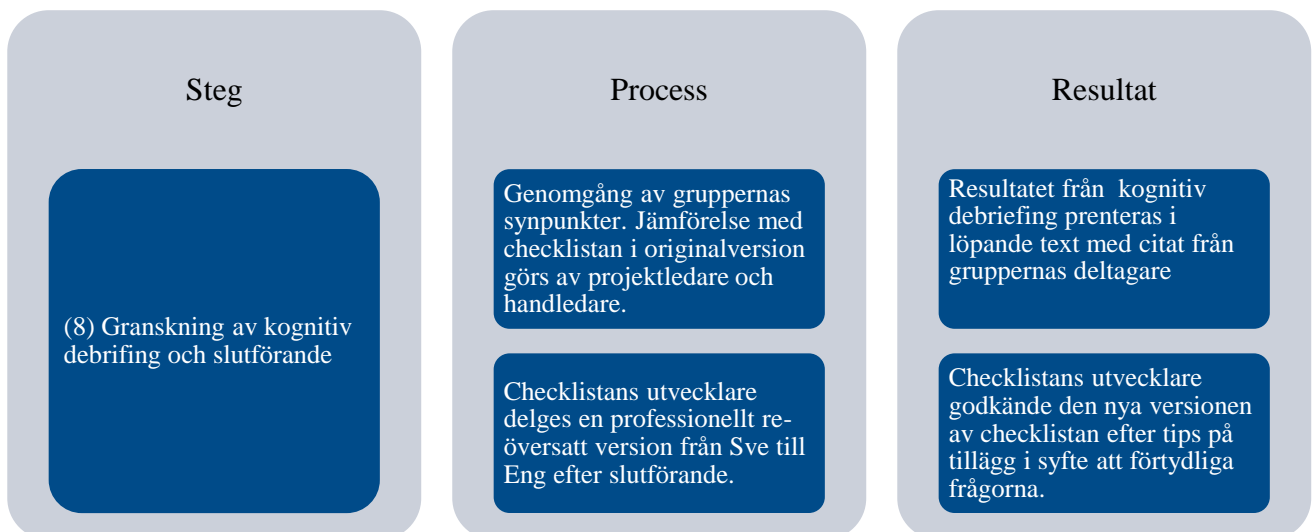 Steg
(8) Granskning av kognitiv
debrifing och slutförande
Process
Genomgång av gruppernas
synpunkter. Jämförelse med
checklistan i originalversion
görs av projektledare och
handledare.
Checklistans utvecklare
delges en professionellt re-
översatt version från Sve till
Eng efter slutförande.
Resultat
Resultatet från  kognitiv
debriefing prenteras i
löpande text med citat från
gruppernas deltagare
Checklistans utvecklare
godkände den nya versionen
av checklistan efter tips på
tillägg i syfte att förtydliga
frågorna.